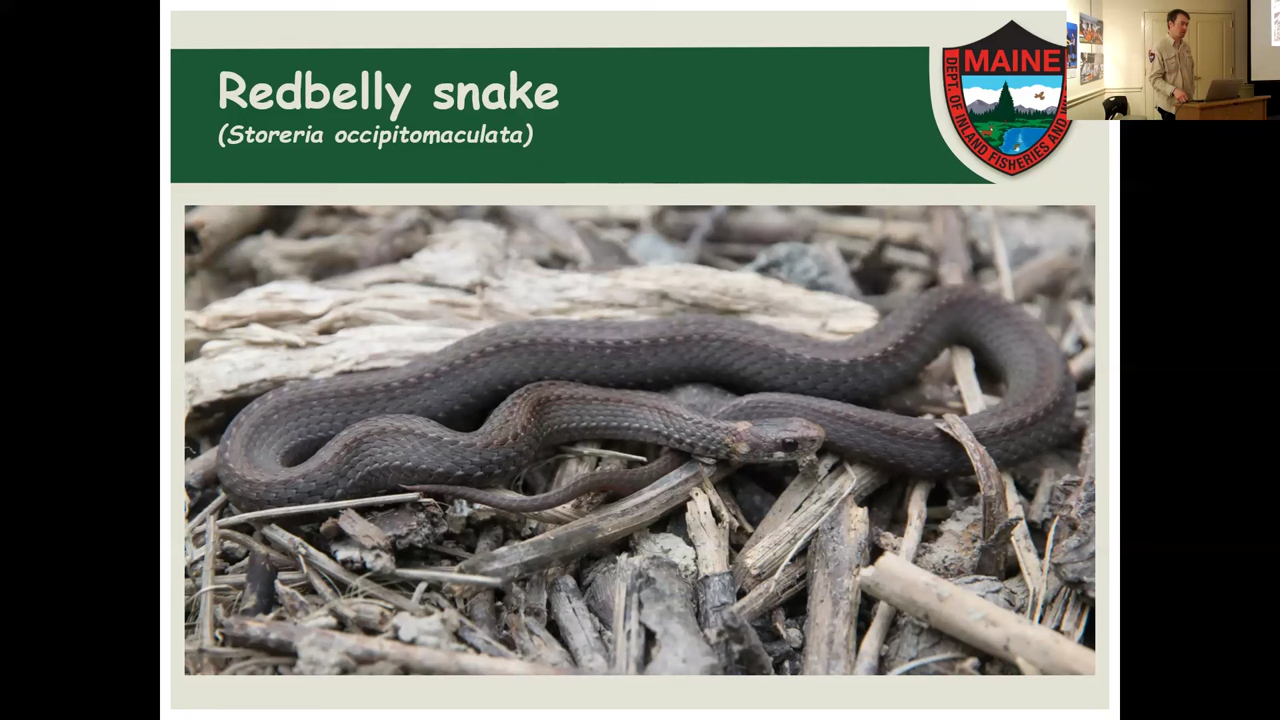 Redbelly snake
(Storeria occipitomaculata)
MAINE
DEPT. OF INLAND FISHERIES AND